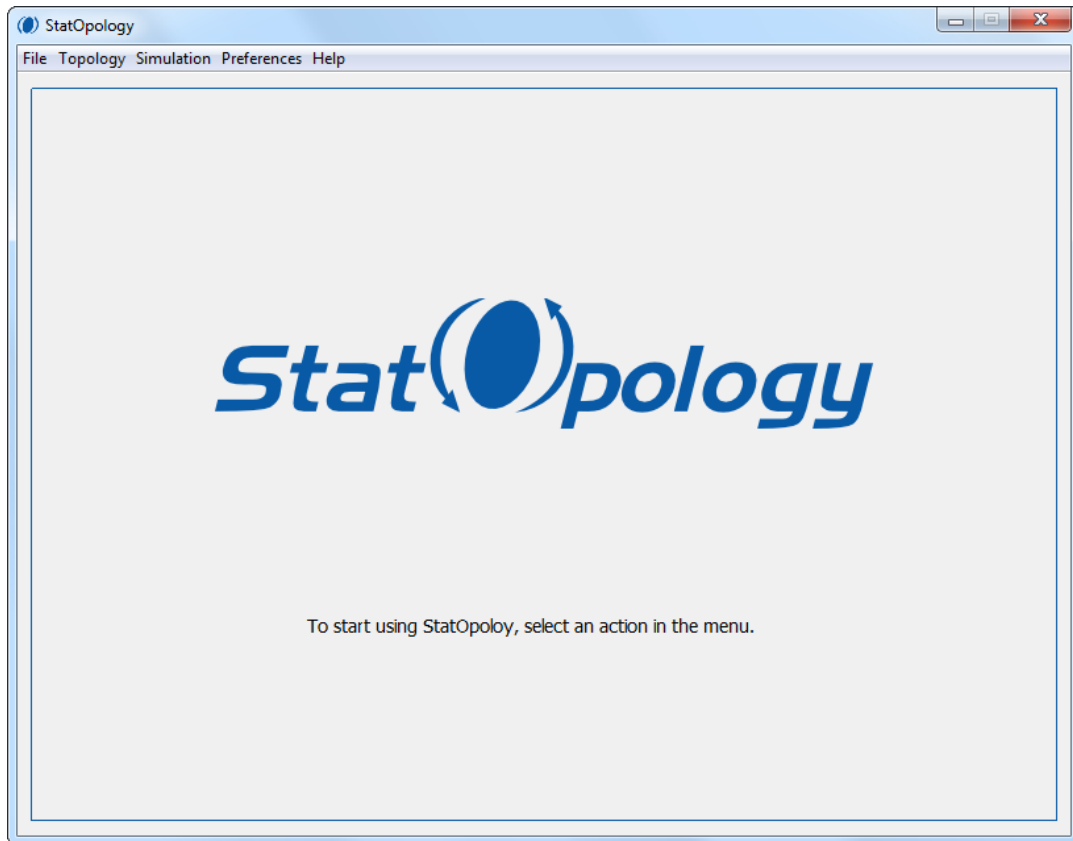 StatOpology
File Topology Simulation Preferences Help
StatOpology
To start using StatOpoloy, select an action in the menu.